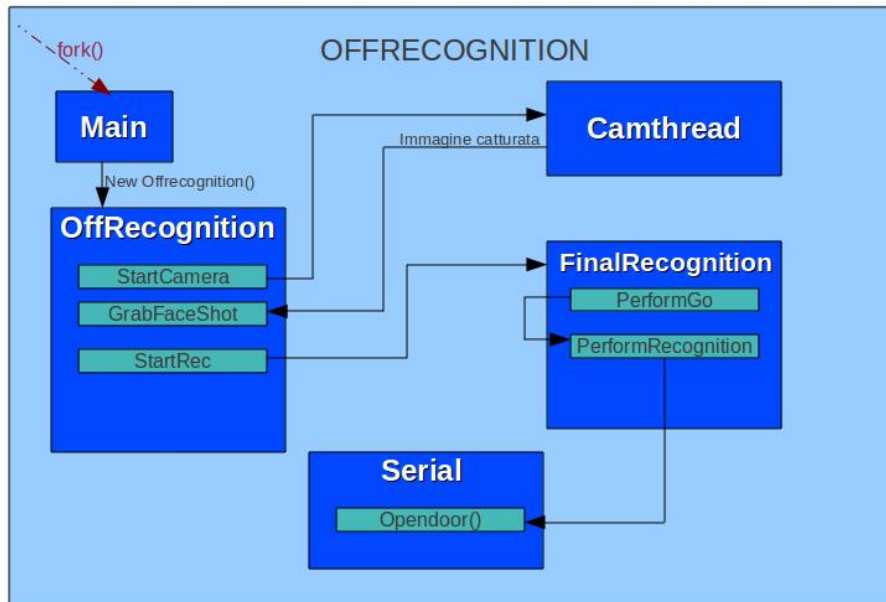 OFFRECOGNITION
fork()
Main
New Offrecognition()
OffRecognition
StartCamera
GrabFaceShot
StartRec
Immagine catturata
Camthread
FinalRecognition
PerformGo
PerformRecognition
Serial
Opendoor()